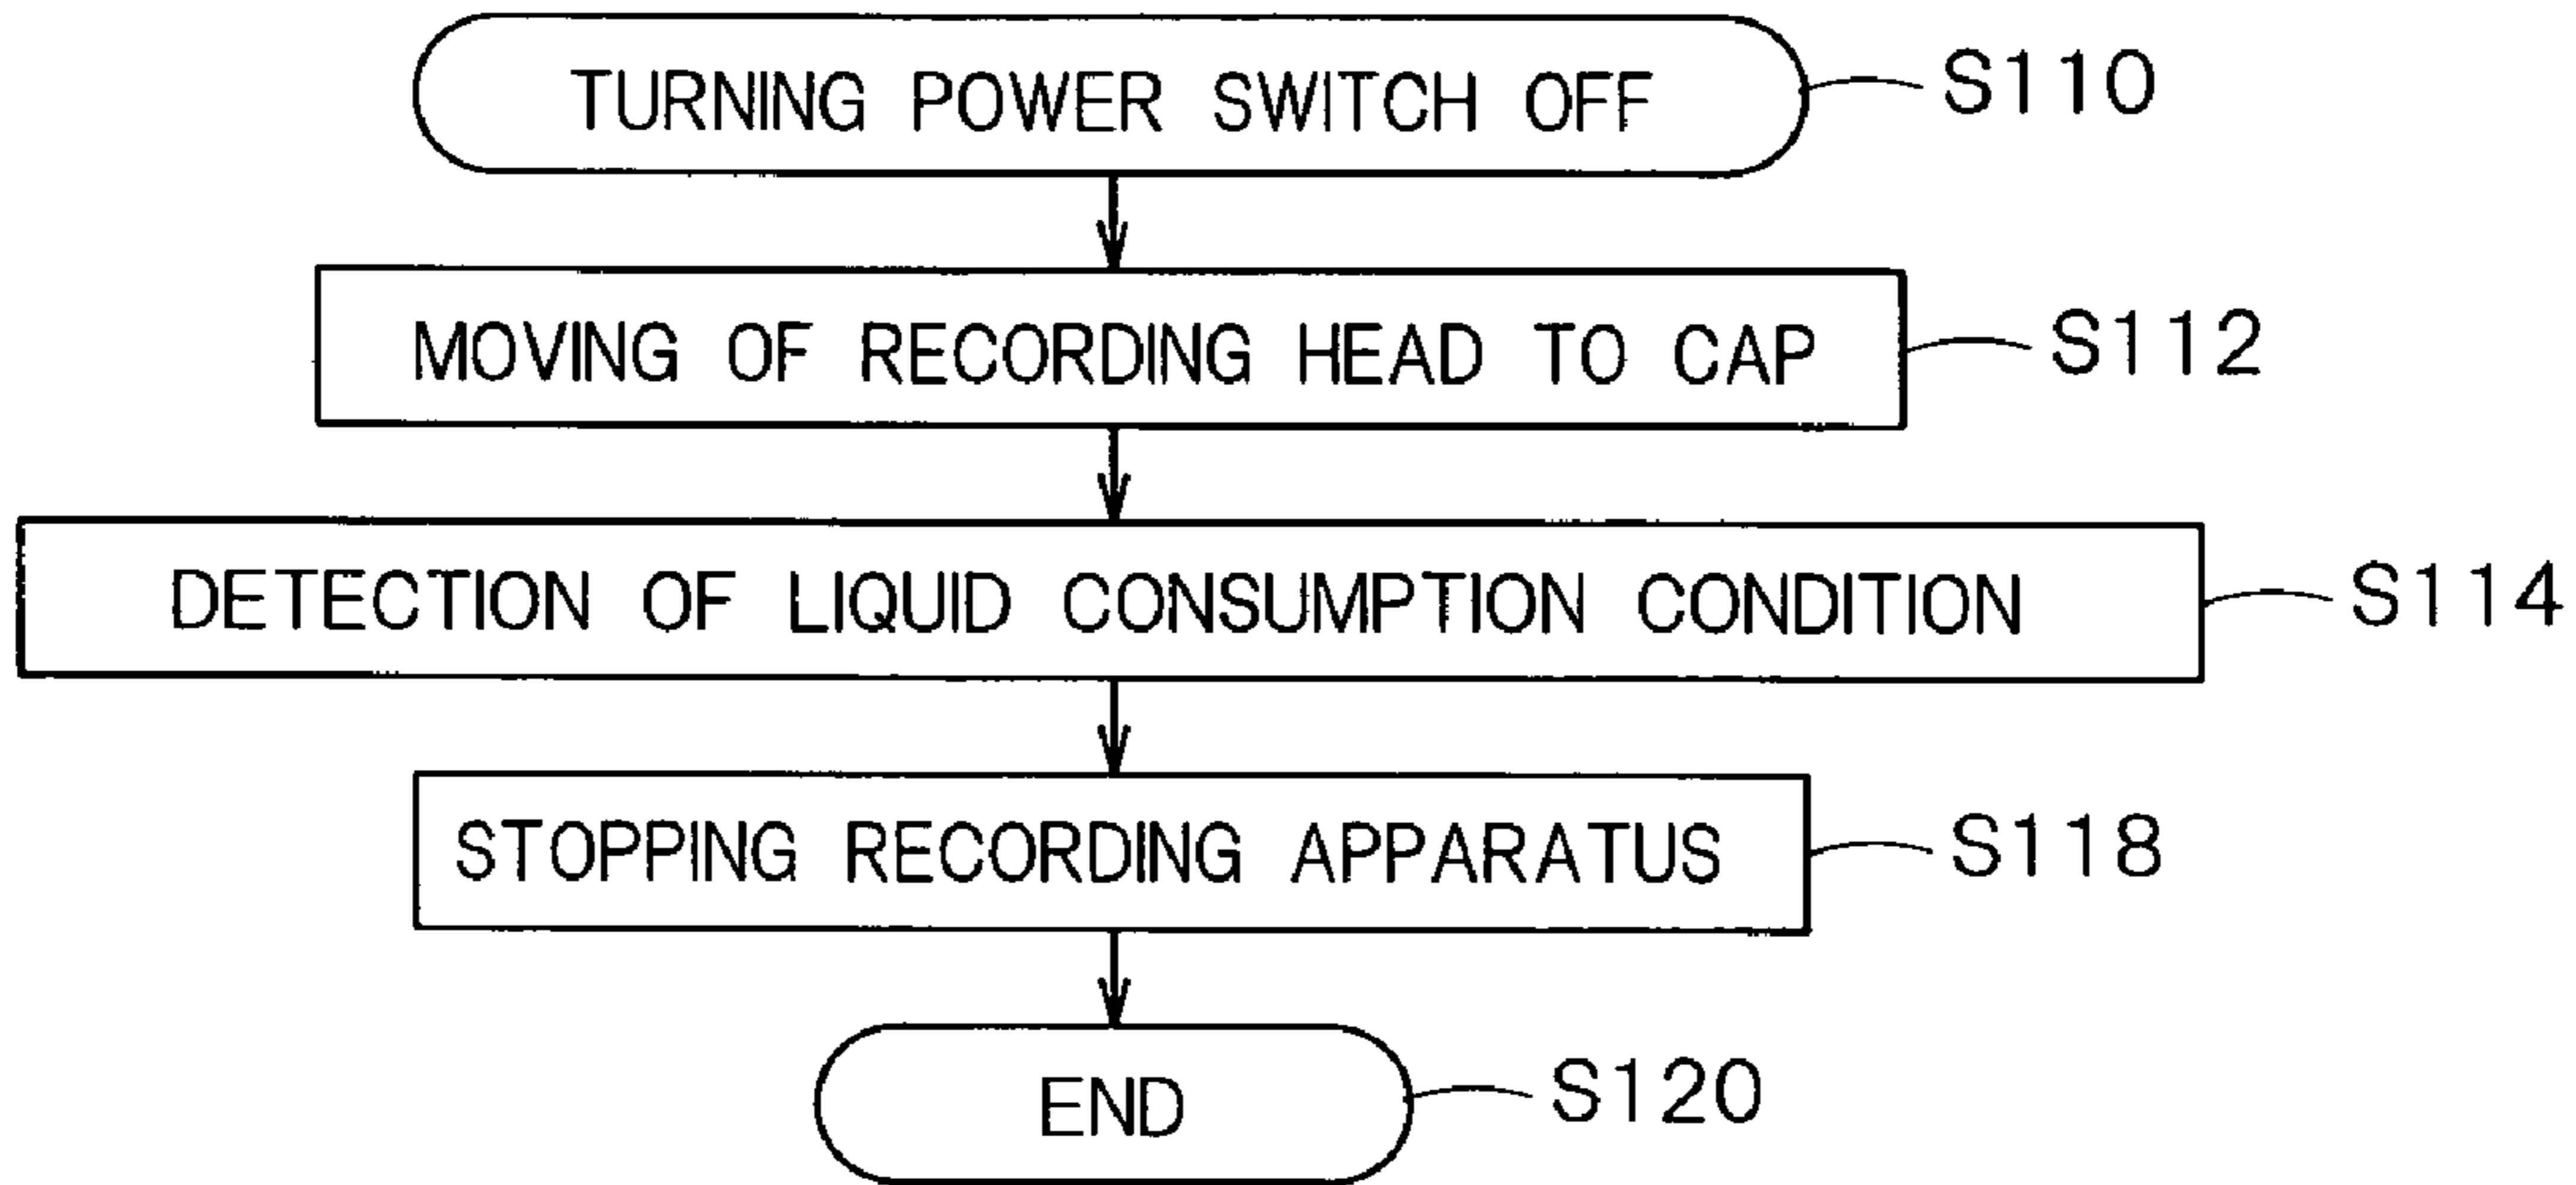 TURNING POWER SWITCH OFF S110
MOVING OF RECORDING HEAD TO CAP S112
DETECTION OF LIQUID CONSUMPTION CONDITION S114
STOPPING RECORDING APPARATUS S118
END S120